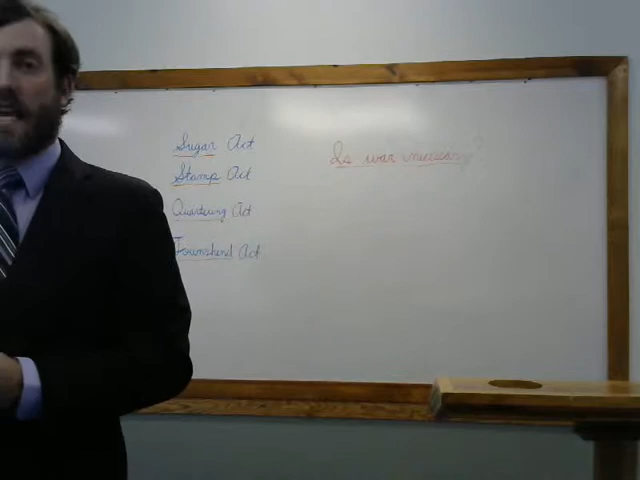 Sugar Act
Stamp Act
Quartering Act
Townshend Act
Is war necessary?